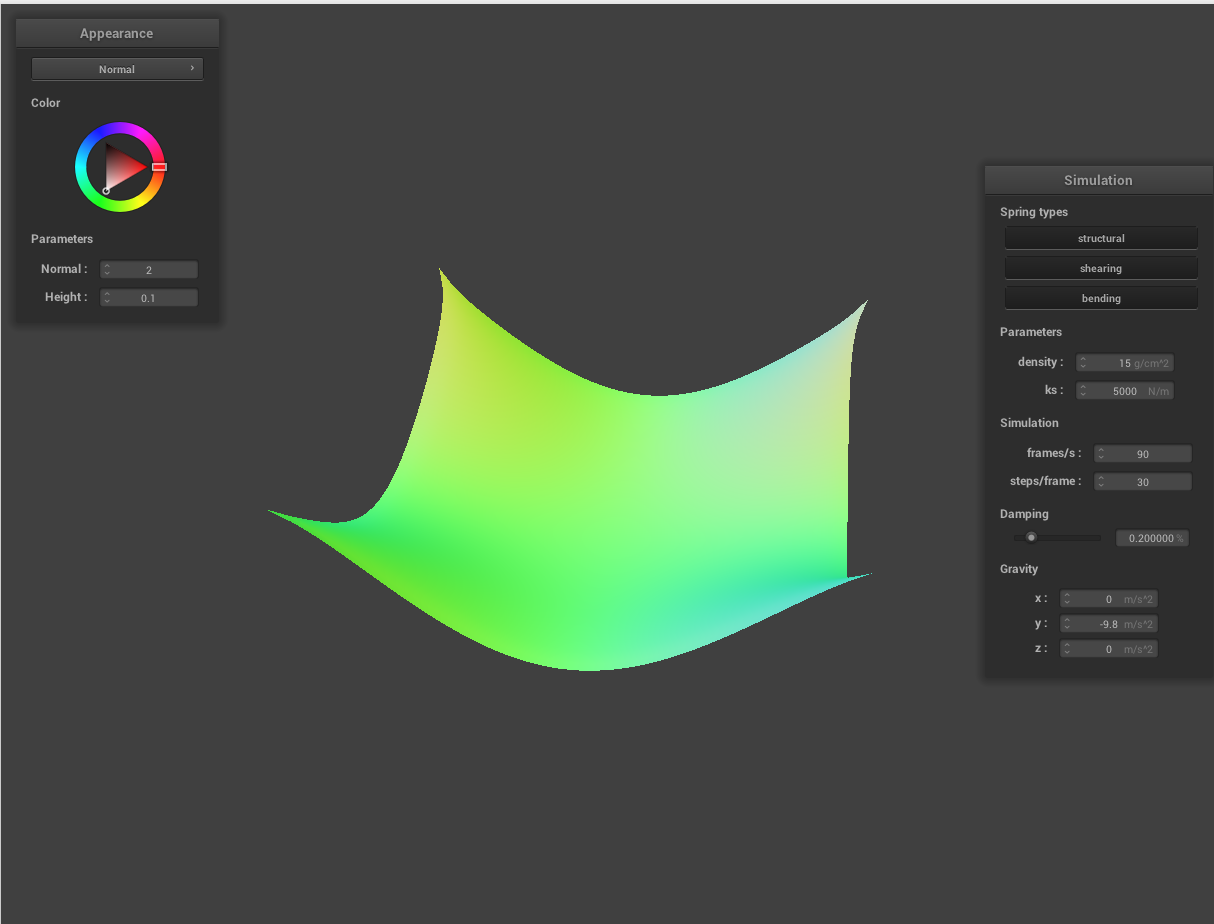 Appearance
Normal
Color
Parameters
Normal : 2
Height : 0.1
Simulation
Spring types
structural
shearing
bending
Parameters
density : 15 g/cm^2
ks : 5000 N/m
Simulation
frames/s : 90
steps/frame : 30
Damping
0.200000 %
Gravity
x : 0 m/s^2
y : -9.8 m/s^2
z : 0 m/s^2